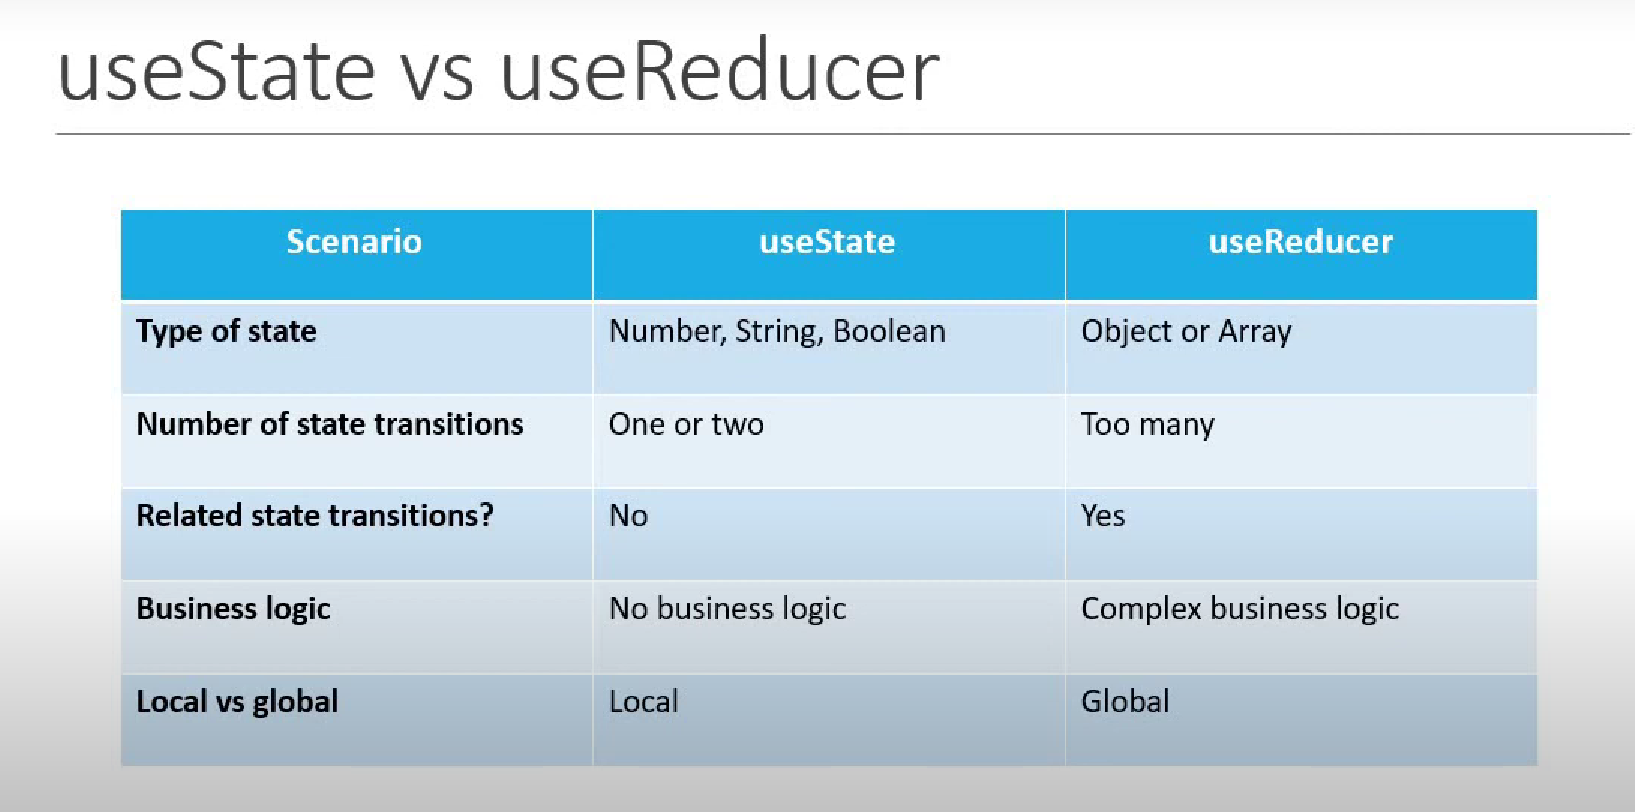 useState vs useReducer
Scenario useState useReducer
Type of state Number, String, Boolean Object or Array
Number of state transitions One or two Too many
Related state transitions? No Yes
Business logic No business logic Complex business logic
Local vs global Local Global